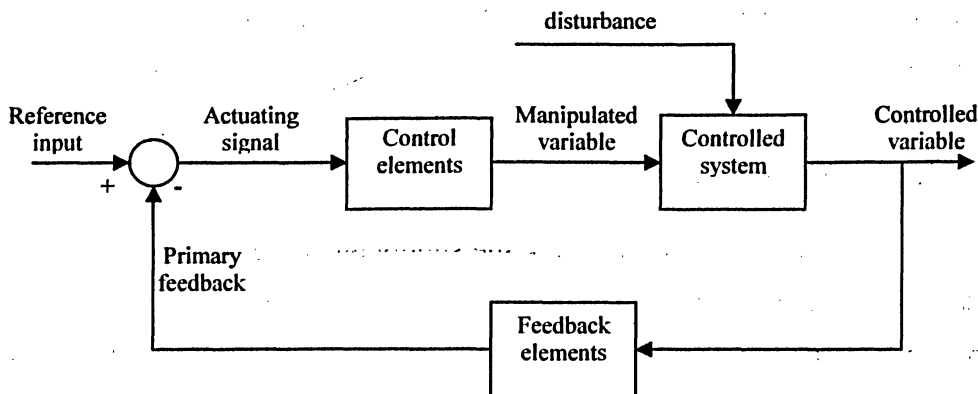 disturbance
Reference
input
Actuating
signal
Control
elements
Manipulated
variable
Controlled
system
Controlled
variable
+
-
Primary
feedback
Feedback
elements